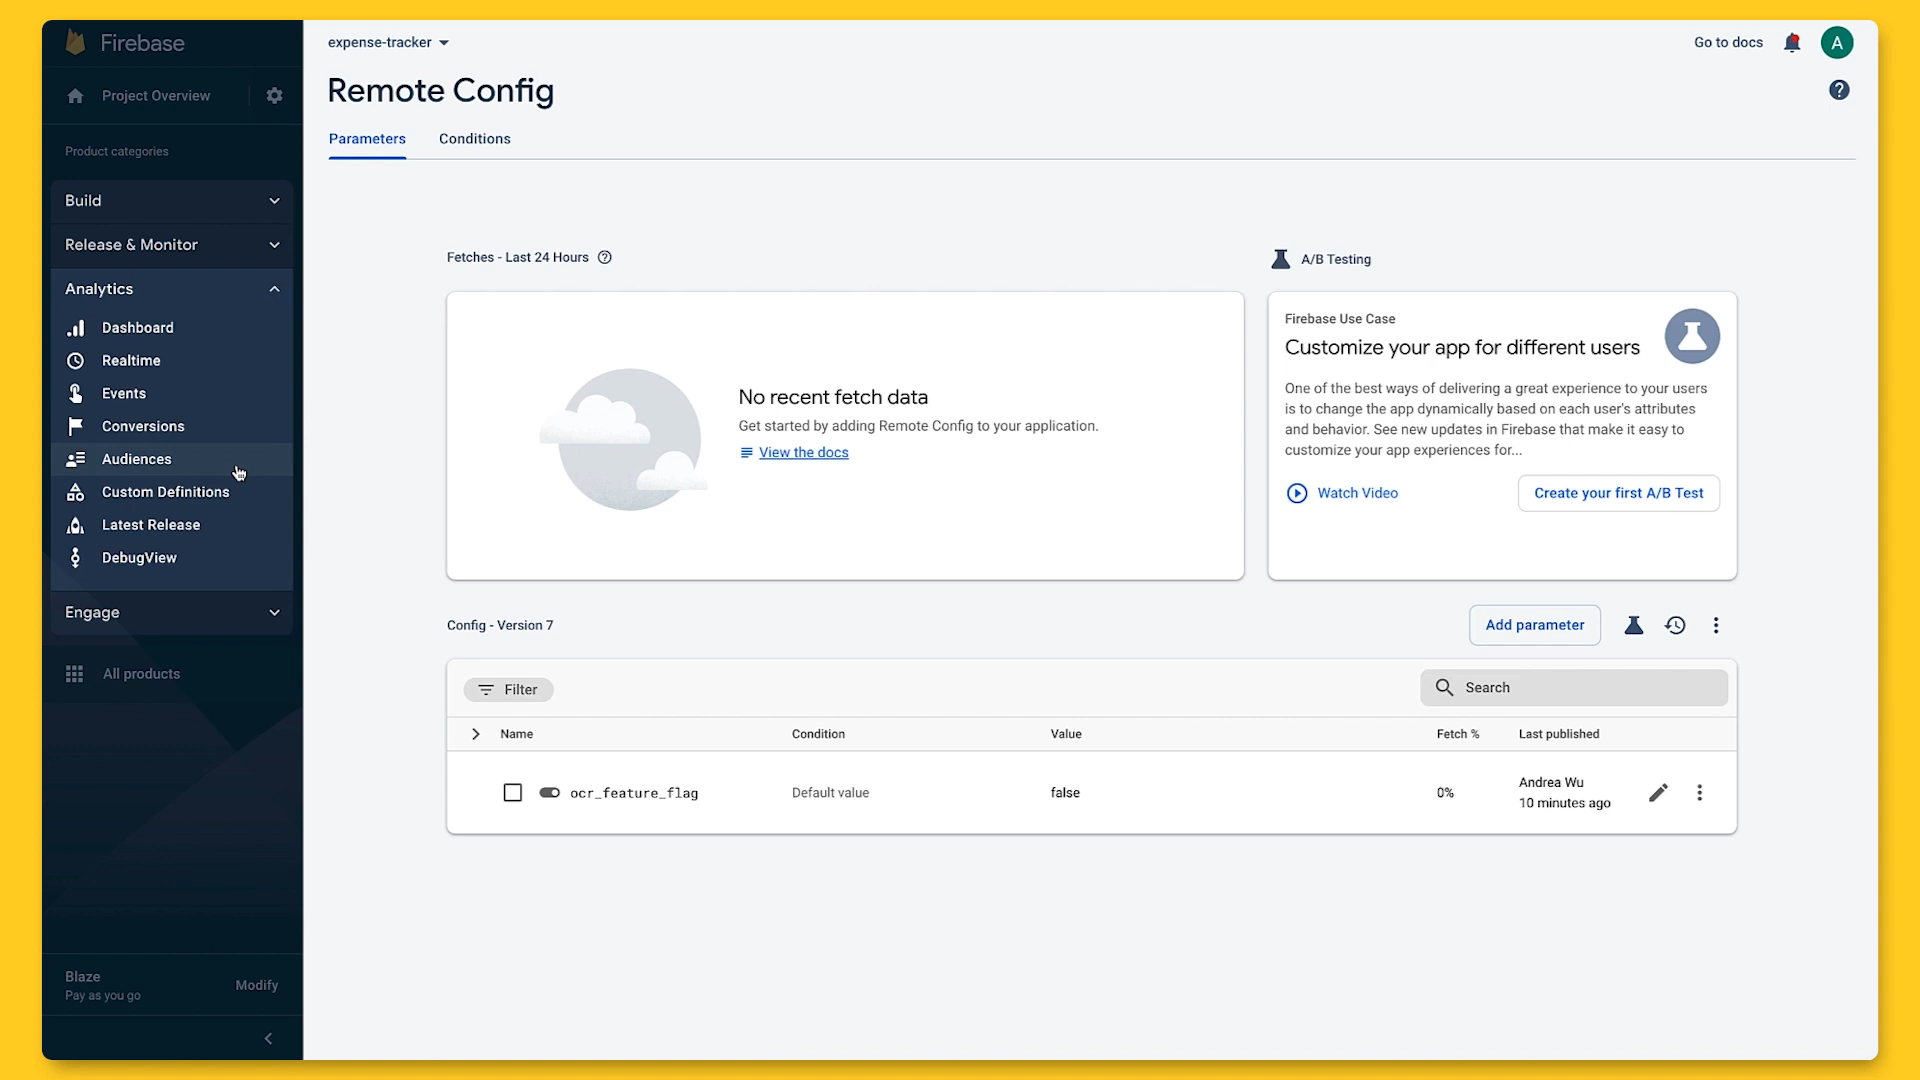 Firebase
Project Overview
Product categories
Build
Release & Monitor
Analytics
Dashboard
Realtime
Events
Conversions
Audiences
Custom Definitions
Latest Release
DebugView
Engage
All products
Blaze
Pay as you go
Modify
expense-tracker
Go to docs
A
Remote Config
?
Parameters
Conditions
Fetches - Last 24 Hours ?
A/B Testing
No recent fetch data
Get started by adding Remote Config to your application.
View the docs
Firebase Use Case
Customize your app for different users
One of the best ways of delivering a great experience to your users
is to change the app dynamically based on each user's attributes
and behavior. See new updates in Firebase that make it easy to
customize your app experiences for...
Watch Video
Create your first A/B Test
Config - Version 7
Add parameter
Filter
Search
Name Condition Value Fetch % Last published
ocr_feature_flag Default value false 0% Andrea Wu
10 minutes ago